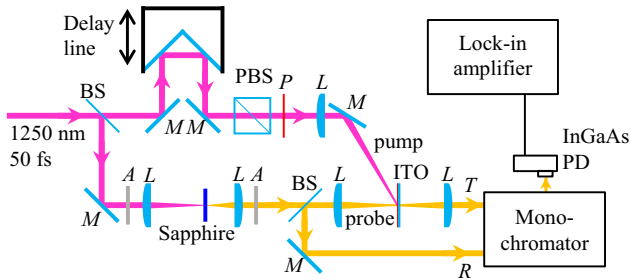 Delay
line
BS
PBS
P
L
M
M M
1250 nm
50 fs
pump
Lock-in
amplifier
InGaAs
PD
M
A
L
Sapphire
L
A
BS
L
probe
ITO
L
T
Mono-
chromator
M
R